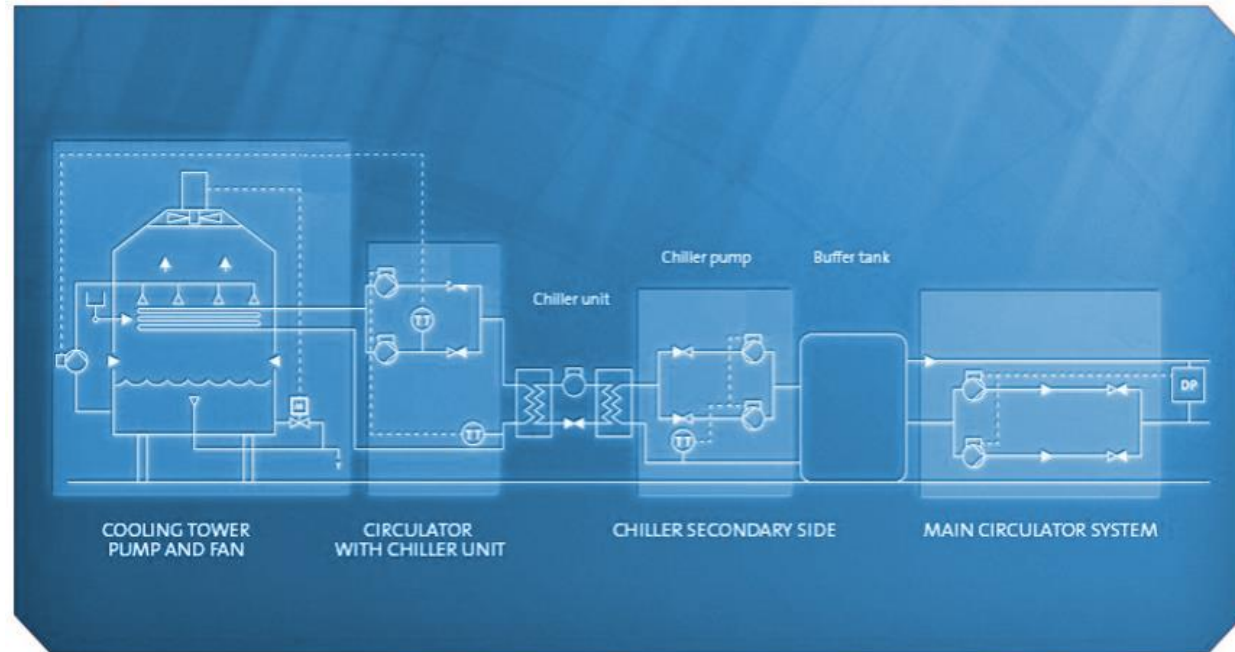 Chiller pump
Buffer tank
Chiller unit
TT
M
TT
TT
DP
COOLING TOWER
PUMP AND FAN
CIRCULATOR
WITH CHILLER UNIT
CHILLER SECONDARY SIDE
MAIN CIRCULATOR SYSTEM